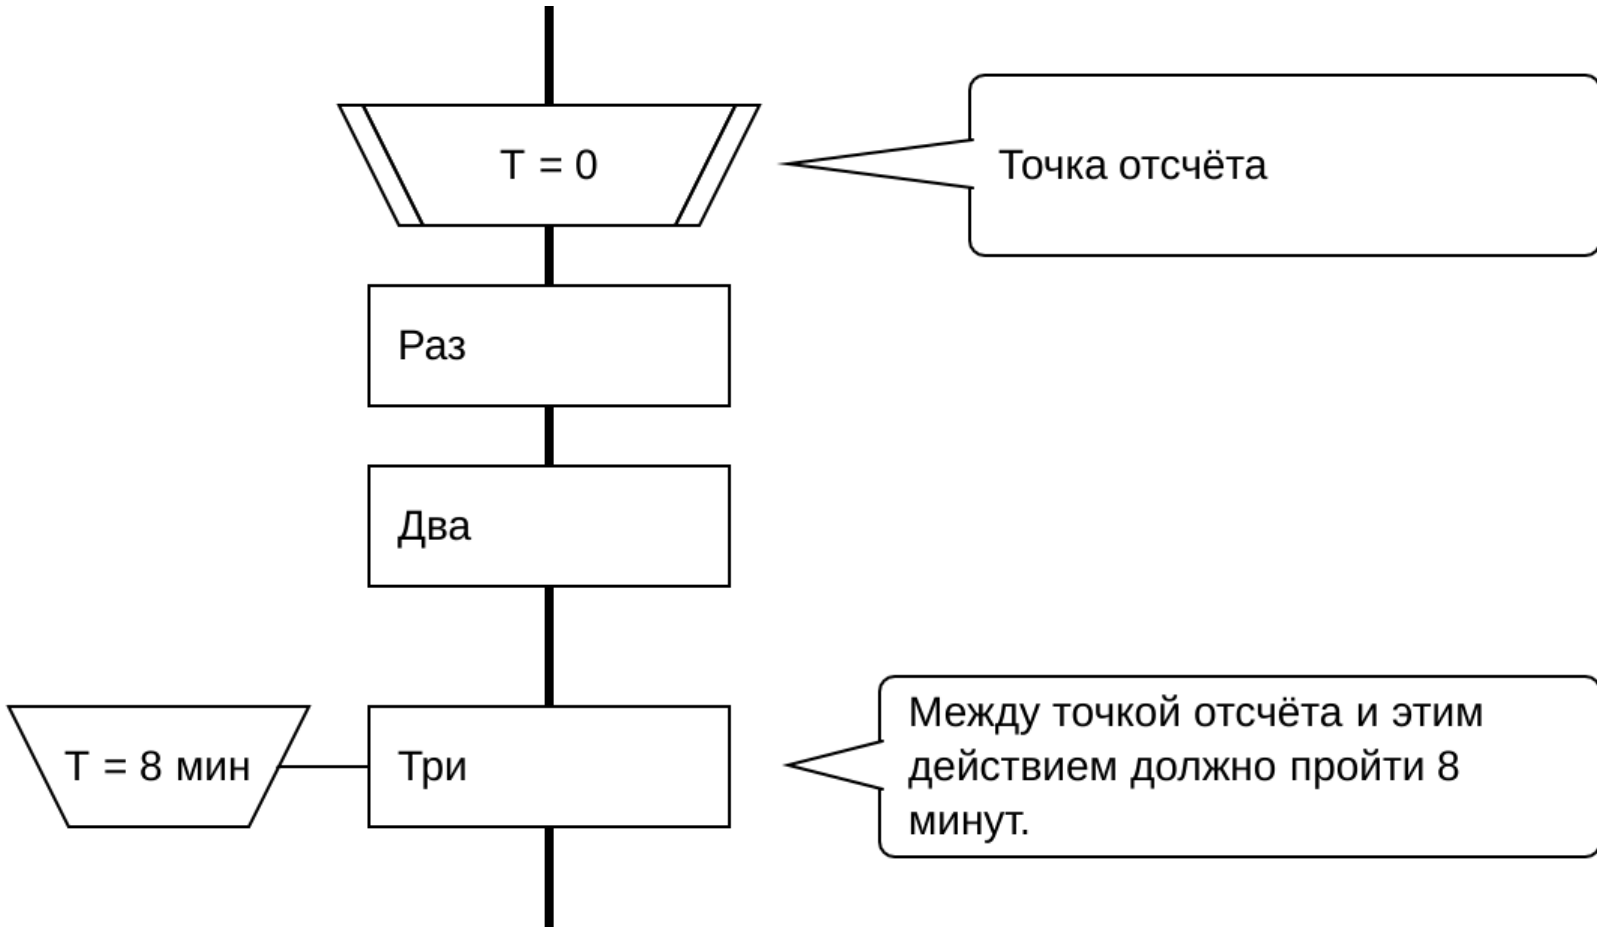 T = 0
Точка отсчёта
Раз
Два
T = 8 мин
Три
Между точкой отсчёта и этим
действием должно пройти 8
минут.